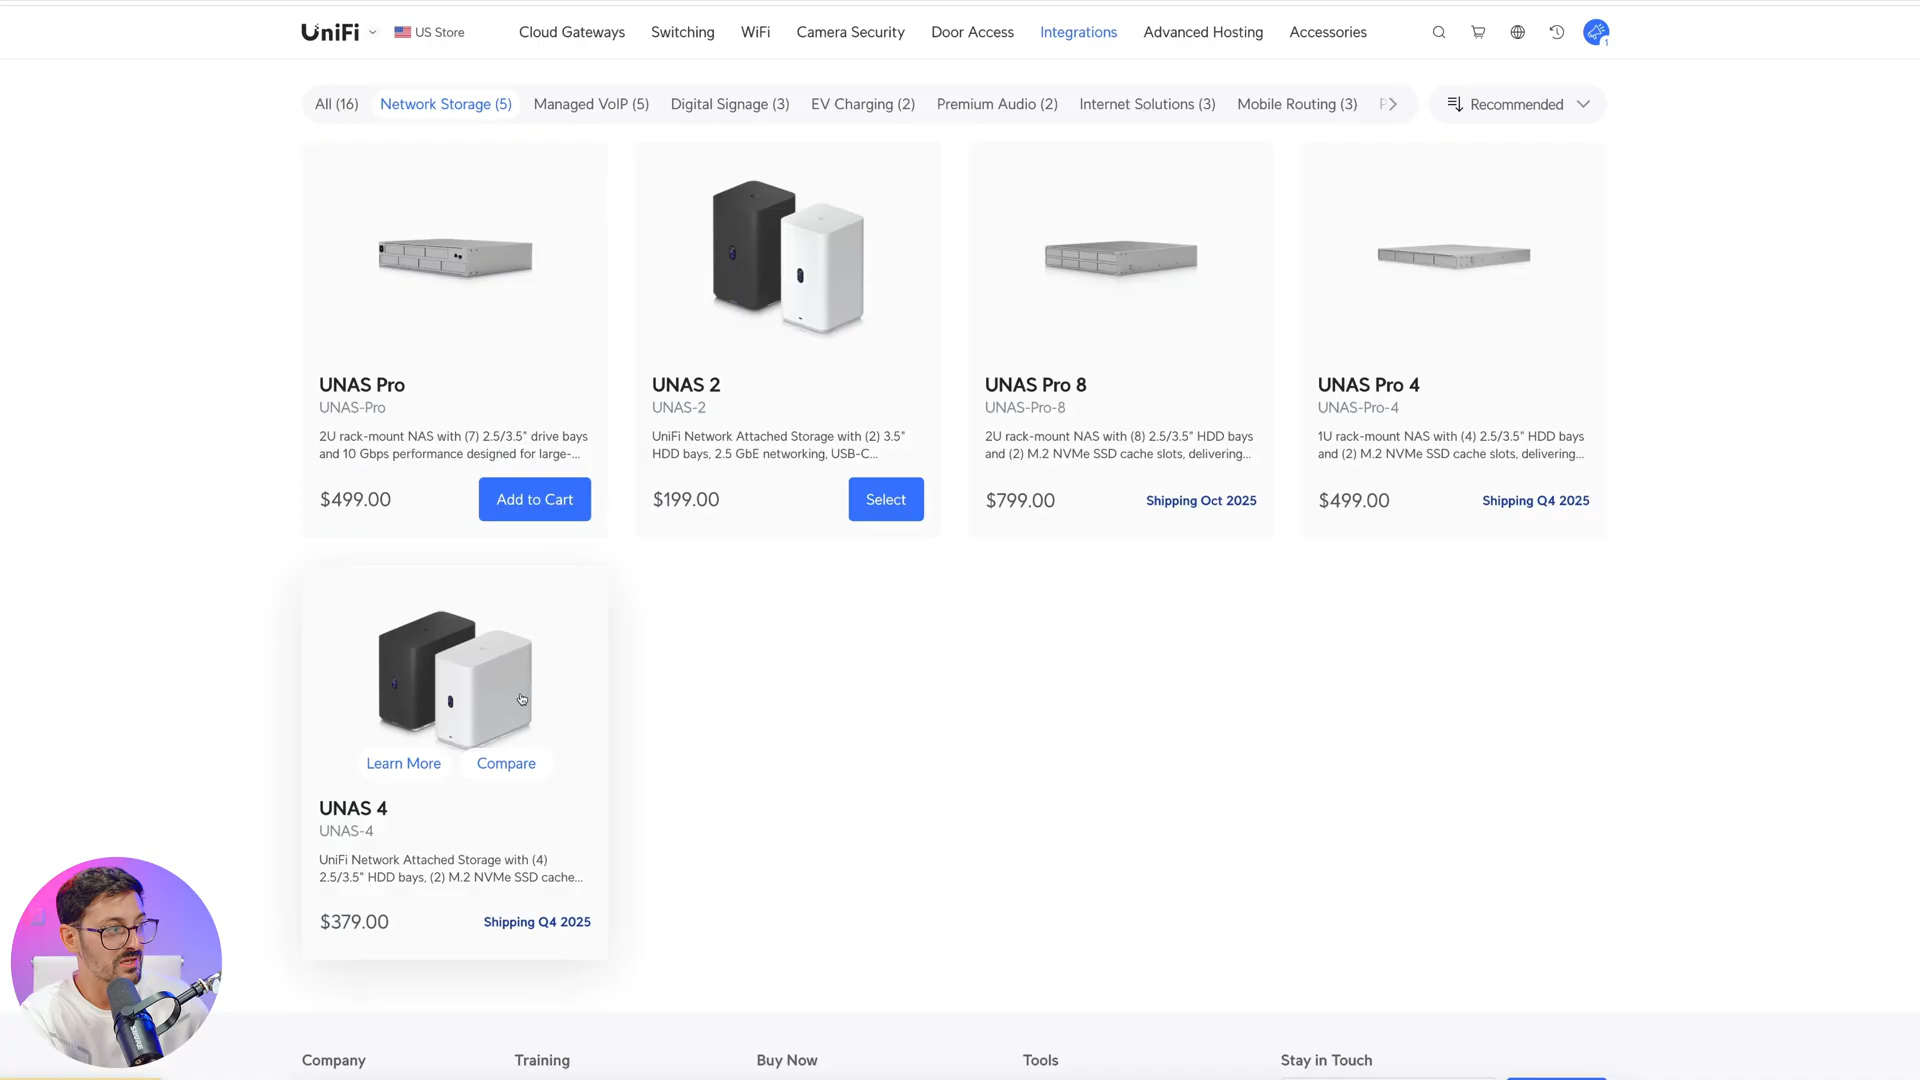 UniFi
US Store
Cloud Gateways
Switching
WiFi
Camera Security
Door Access
Integrations
Advanced Hosting
Accessories
1
All (16)
Network Storage (5)
Managed VoIP (5)
Digital Signage (3)
EV Charging (2)
Premium Audio (2)
Internet Solutions (3)
Mobile Routing (3)
Recommended
UNAS Pro
UNAS-Pro
2U rack-mount NAS with (7) 2.5/3.5" drive bays
and 10 Gbps performance designed for large-...
$499.00
Add to Cart
UNAS 2
UNAS-2
UniFi Network Attached Storage with (2) 3.5"
HDD bays, 2.5 GbE networking, USB-C...
$199.00
Select
UNAS Pro 8
UNAS-Pro-8
2U rack-mount NAS with (8) 2.5/3.5" HDD bays
and (2) M.2 NVMe SSD cache slots, delivering...
$799.00
Shipping Oct 2025
UNAS Pro 4
UNAS-Pro-4
1U rack-mount NAS with (4) 2.5/3.5" HDD bays
and (2) M.2 NVMe SSD cache slots, delivering...
$499.00
Shipping Q4 2025
Learn More
Compare
UNAS 4
UNAS-4
UniFi Network Attached Storage with (4)
2.5/3.5" HDD bays, (2) M.2 NVMe SSD cache...
$379.00
Shipping Q4 2025
SHURE
Company
Training
Buy Now
Tools
Stay in Touch